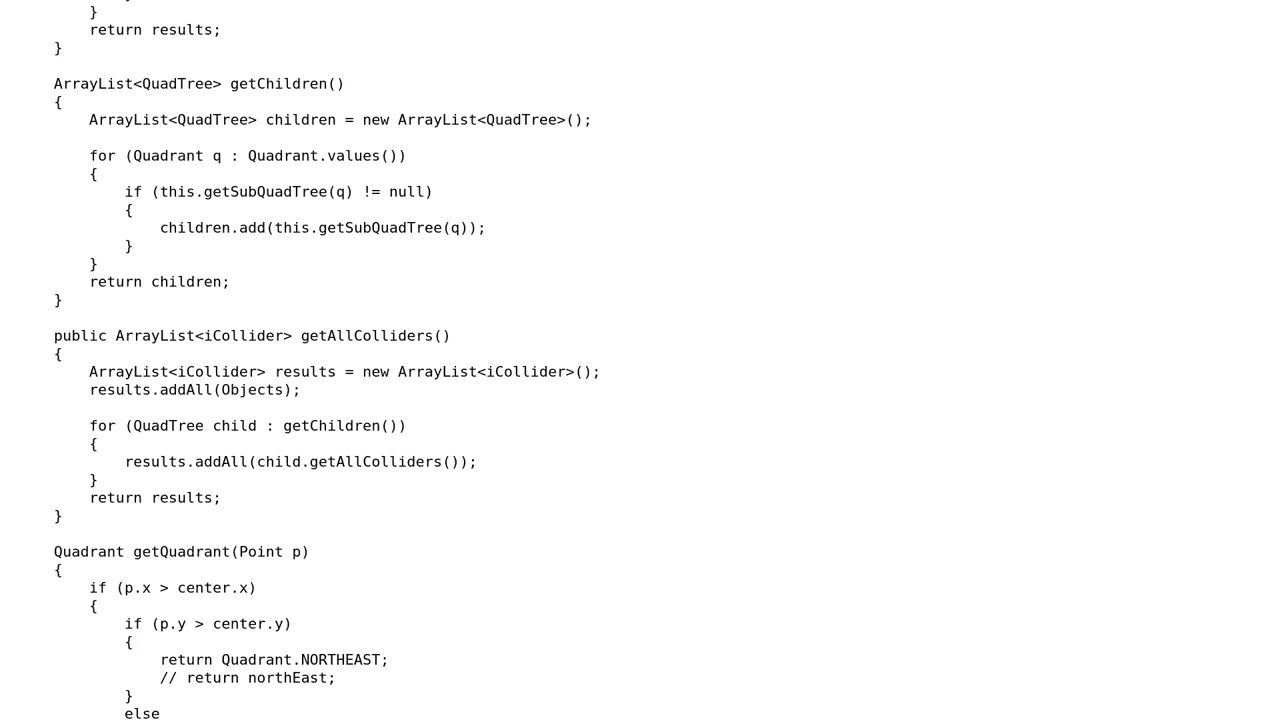 }
return results;
}
ArrayList<QuadTree> getChildren()
{
ArrayList<QuadTree> children = new ArrayList<QuadTree>();
for (Quadrant q : Quadrant.values())
{
if (this.getSubQuadTree(q) != null)
{
children.add(this.getSubQuadTree(q));
}
}
return children;
}
public ArrayList<iCollider> getAllColliders()
{
ArrayList<iCollider> results = new ArrayList<iCollider>();
results.addAll(Objects);
for (QuadTree child : getChildren())
{
results.addAll(child.getAllColliders());
}
return results;
}
Quadrant getQuadrant(Point p)
{
if (p.x > center.x)
{
if (p.y > center.y)
{
return Quadrant.NORTHEAST;
// return northEast;
}
else